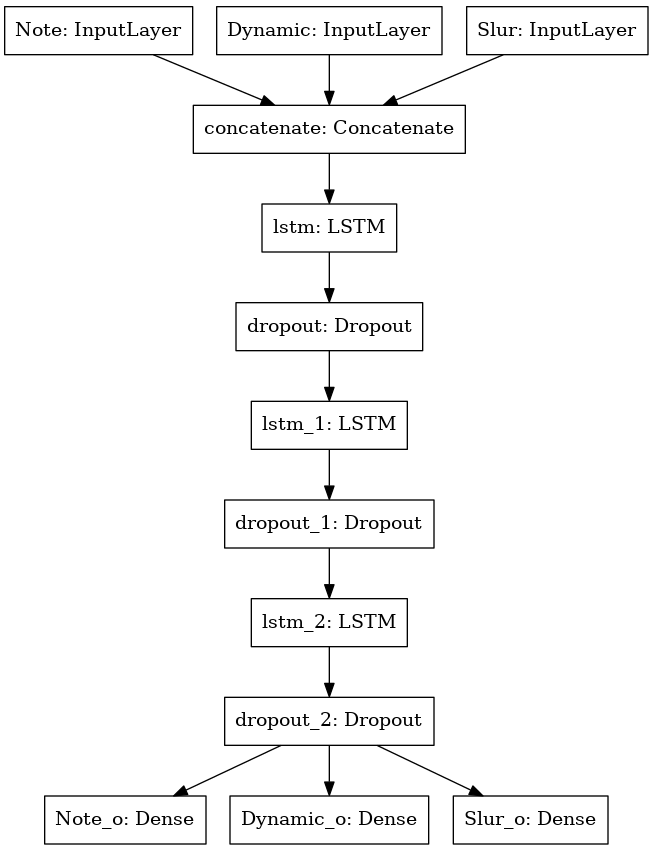 Note: InputLayer
Dynamic: InputLayer
Slur: InputLayer
concatenate: Concatenate
lstm: LSTM
dropout: Dropout
lstm_1: LSTM
dropout_1: Dropout
lstm_2: LSTM
dropout_2: Dropout
Note_o: Dense
Dynamic_o: Dense
Slur_o: Dense